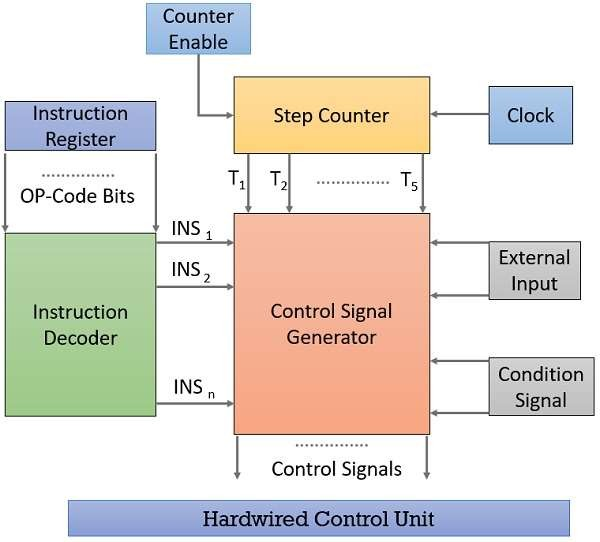 Counter
Enable
Step Counter
Clock
Instruction
Register
..............
OP-Code Bits
T1
T2
..............
T5
INS 1
INS 2
INS n
Instruction
Decoder
Control Signal
Generator
External
Input
Condition
Signal
..............
Control Signals
Hardwired Control Unit